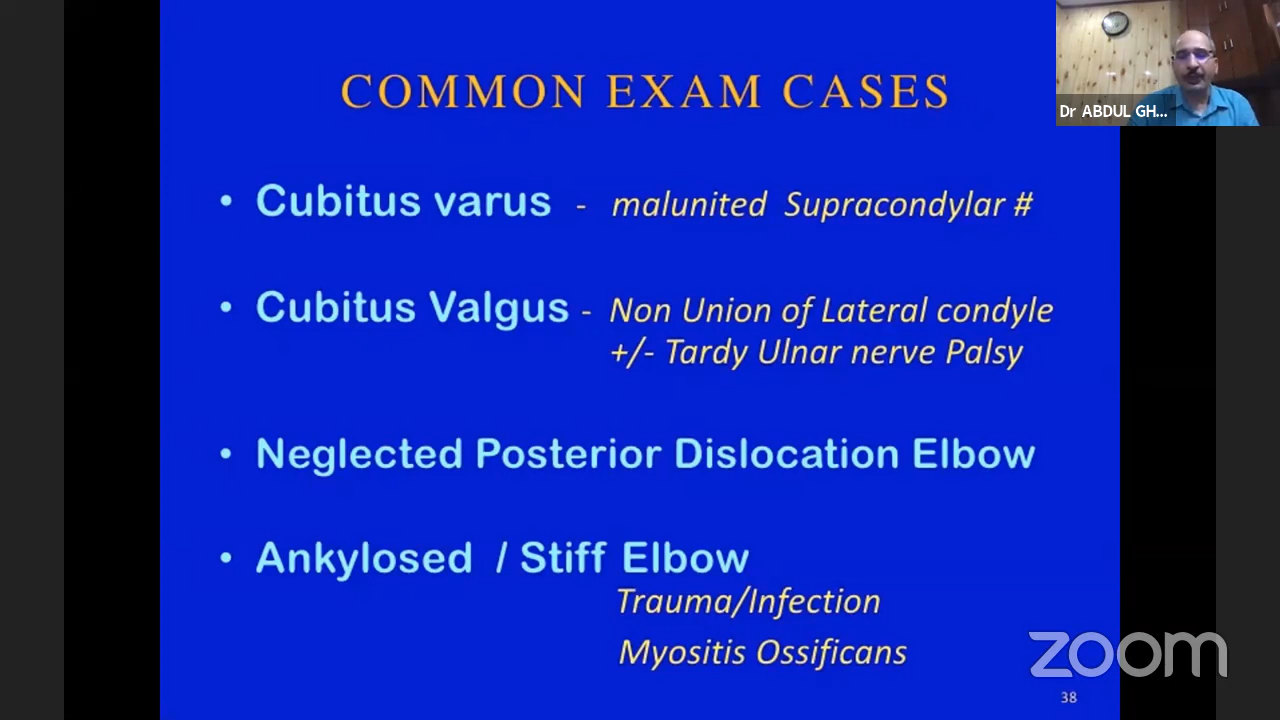 COMMON EXAM CASES
Dr ABDUL GH...
• Cubitus varus - malunited Supracondylar #
• Cubitus Valgus - Non Union of Lateral condyle
+/- Tardy Ulnar nerve Palsy
• Neglected Posterior Dislocation Elbow
• Ankylosed / Stiff Elbow
Trauma/Infection
Myositis Ossificans
zoom
38